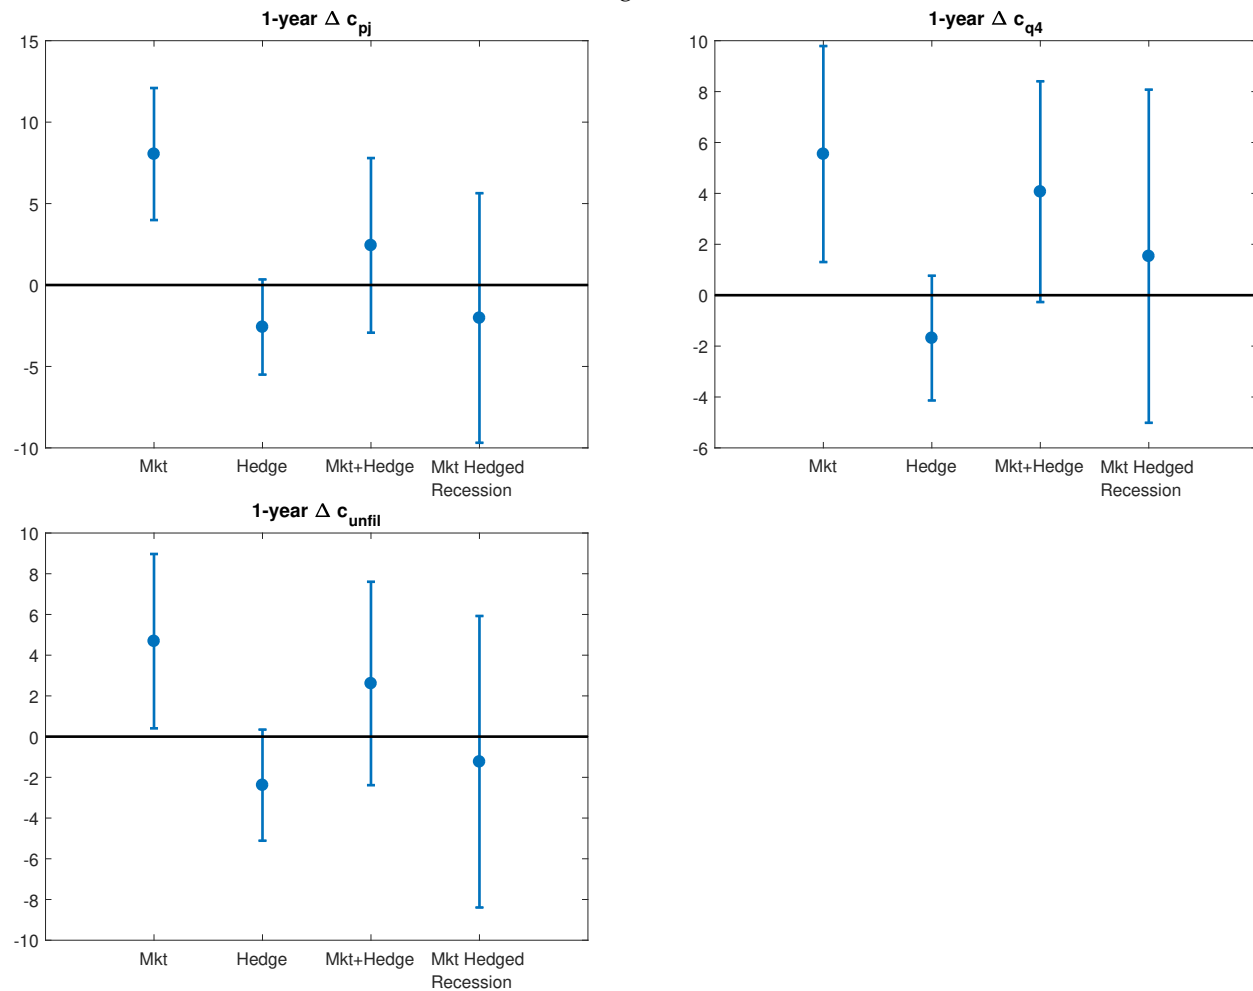 1-year Δ c_pj
15
10
5
0
-5
-10
Mkt Hedge Mkt+Hedge Mkt Hedged
Recession
1-year Δ c_q4
10
8
6
4
2
0
-2
-4
-6
Mkt Hedge Mkt+Hedge Mkt Hedged
Recession
1-year Δ c_unfil
10
8
6
4
2
0
-2
-4
-6
-8
-10
Mkt Hedge Mkt+Hedge Mkt Hedged
Recession